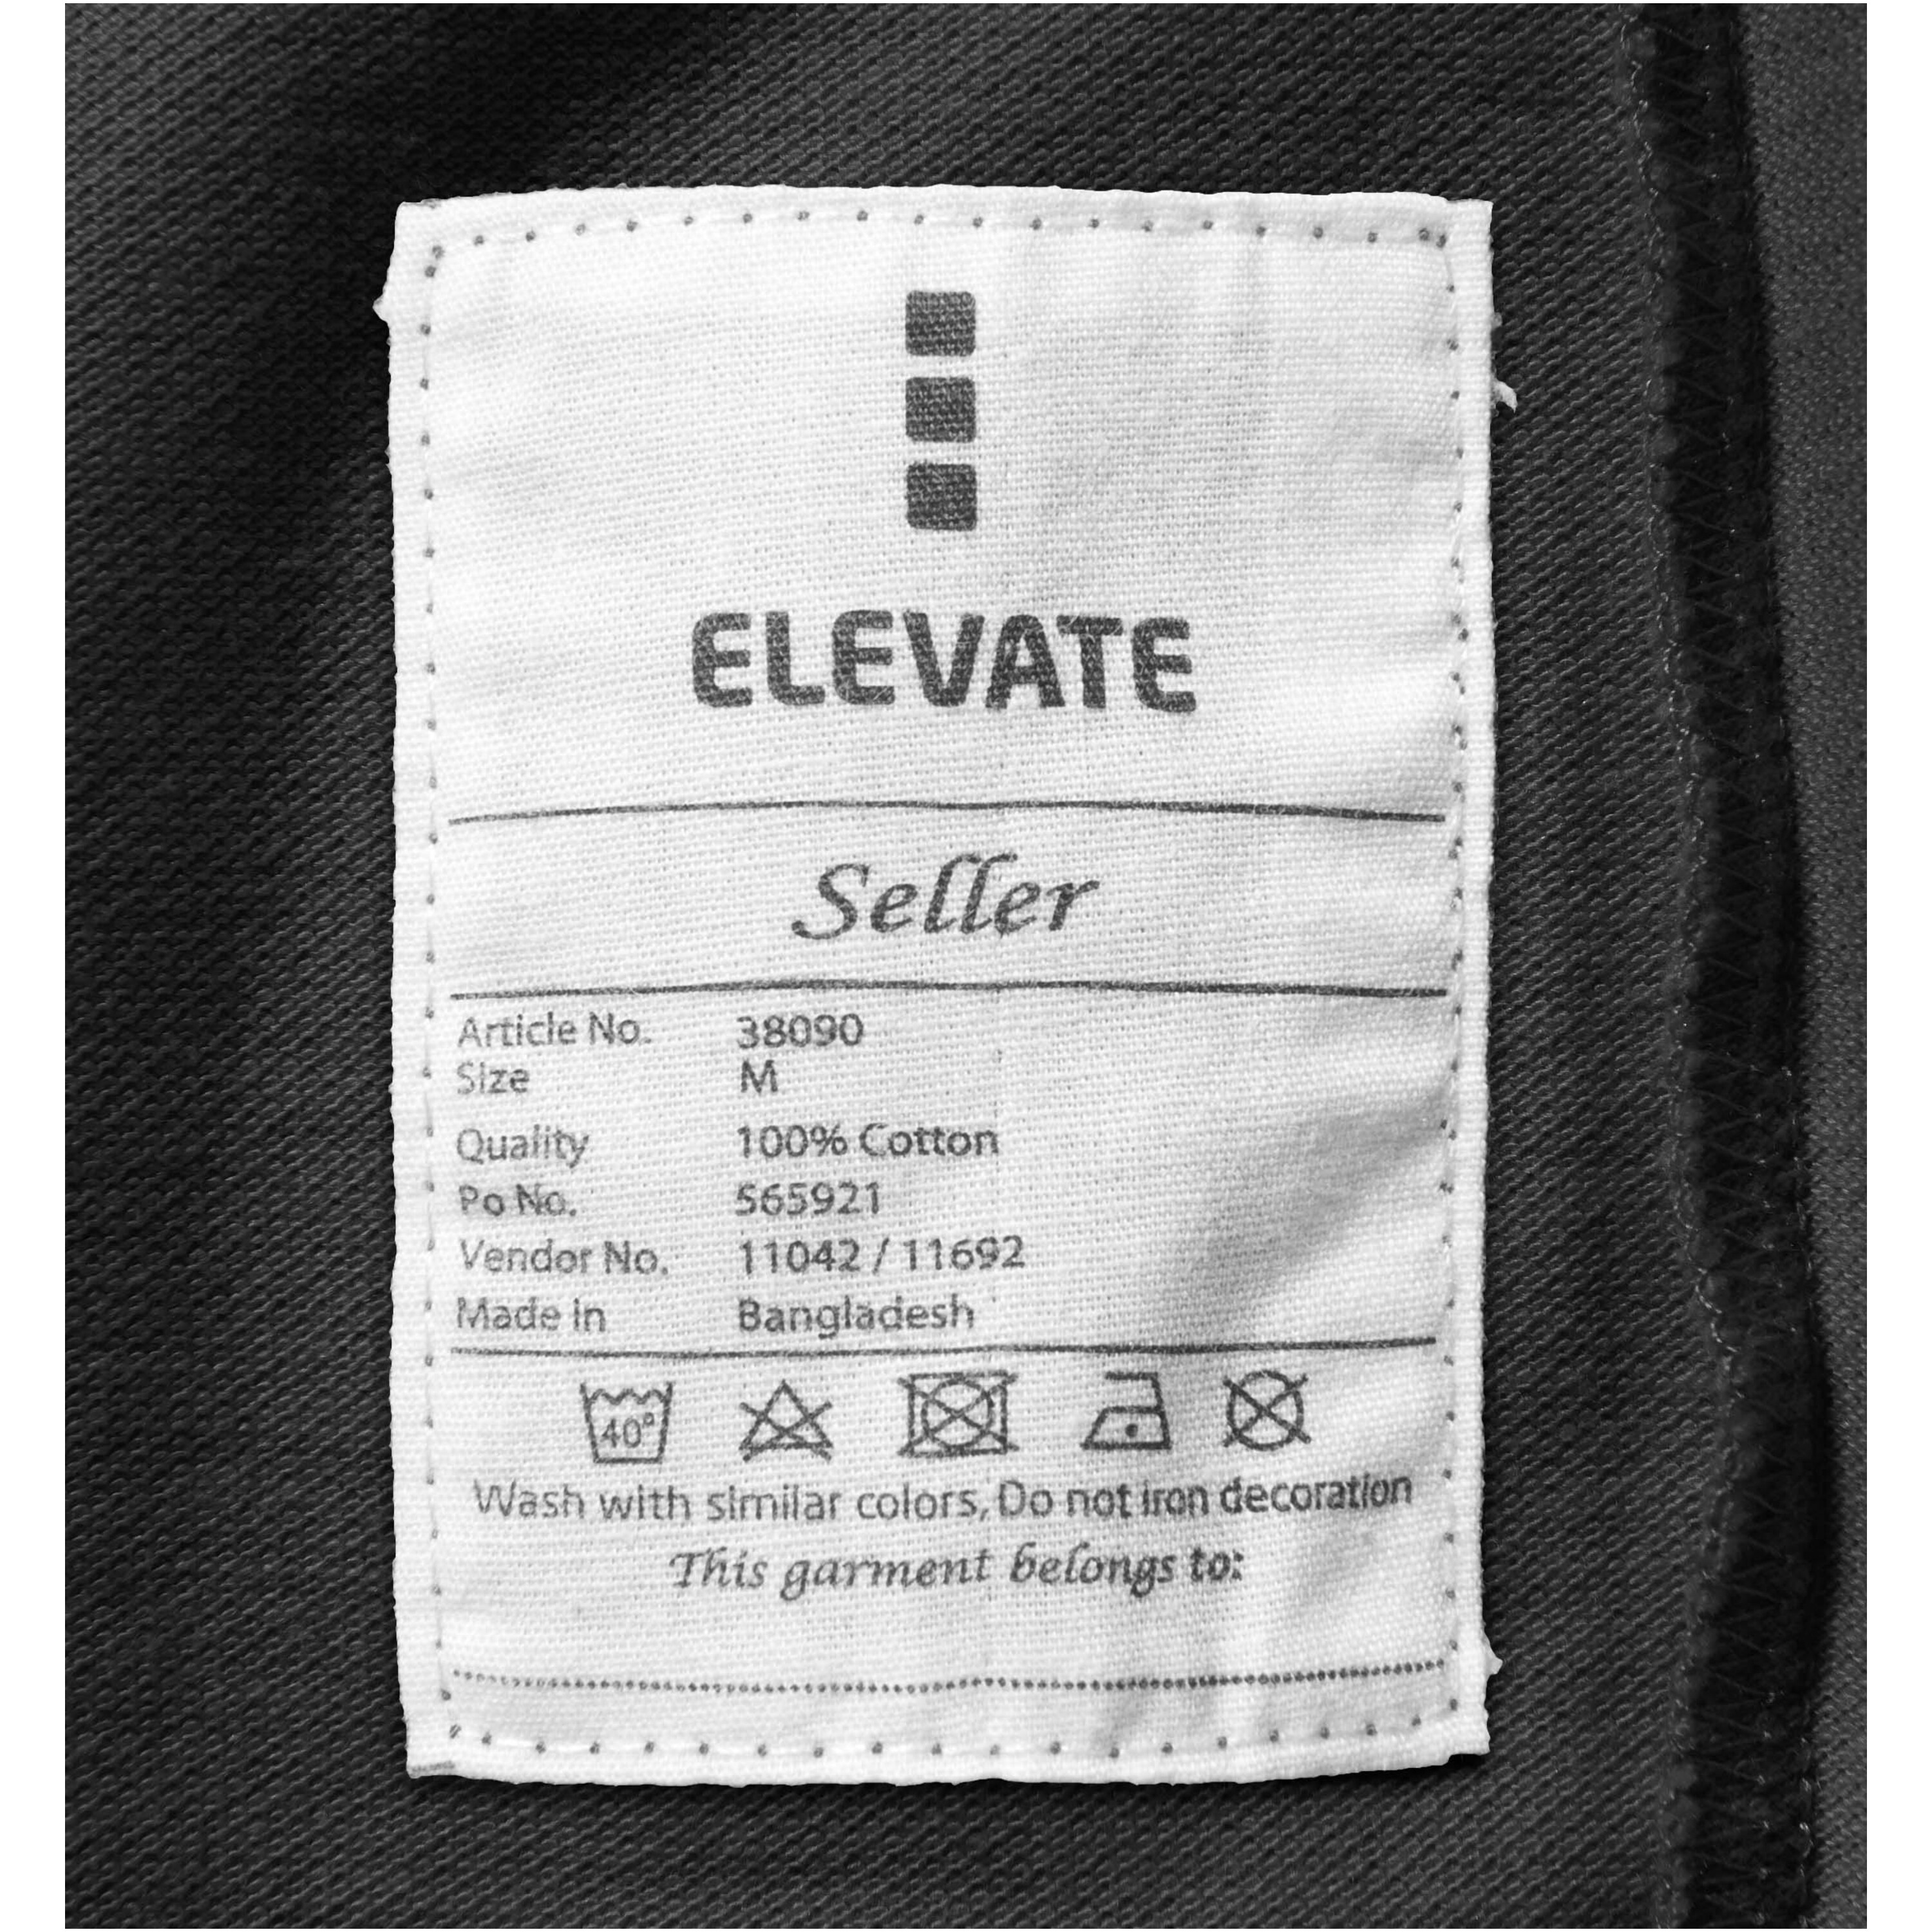 ELEVATE
Seller
Article No. 38090
Size M
Quality 100% Cotton
Po No. 565921
Vendor No. 11042 / 11692
Made in Bangladesh
40°
Wash with similar colors, Do not iron decoration
This garment belongs to: